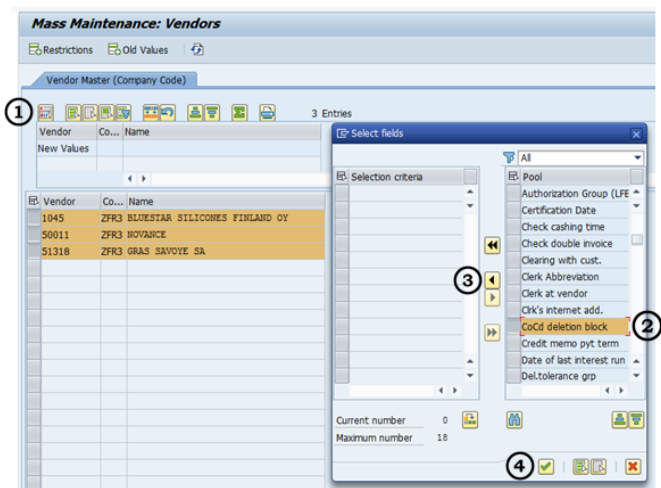 Mass Maintenance: Vendors
Restrictions Old Values
Vendor Master (Company Code)
1
3 Entries
Vendor Co... Name
New Values
Vendor Co... Name
1045 ZFR3 BLUESTAR SILICONES FINLAND OY
50011 ZFR3 NOVANCE
51318 ZFR3 GRAS SAVOYE SA
Select fields
All
Selection criteria
Pool
Authorization Group (LFB
Certification Date
Check cashing time
Check double invoice
Clearing with cust.
Clerk Abbreviation
3
Clerk at vendor
Clrk's internet add.
CoCd deletion block
2
Credit memo pyt term
Date of last interest run
Del.tolerance grp
Current number 0
Maximum number 18
4